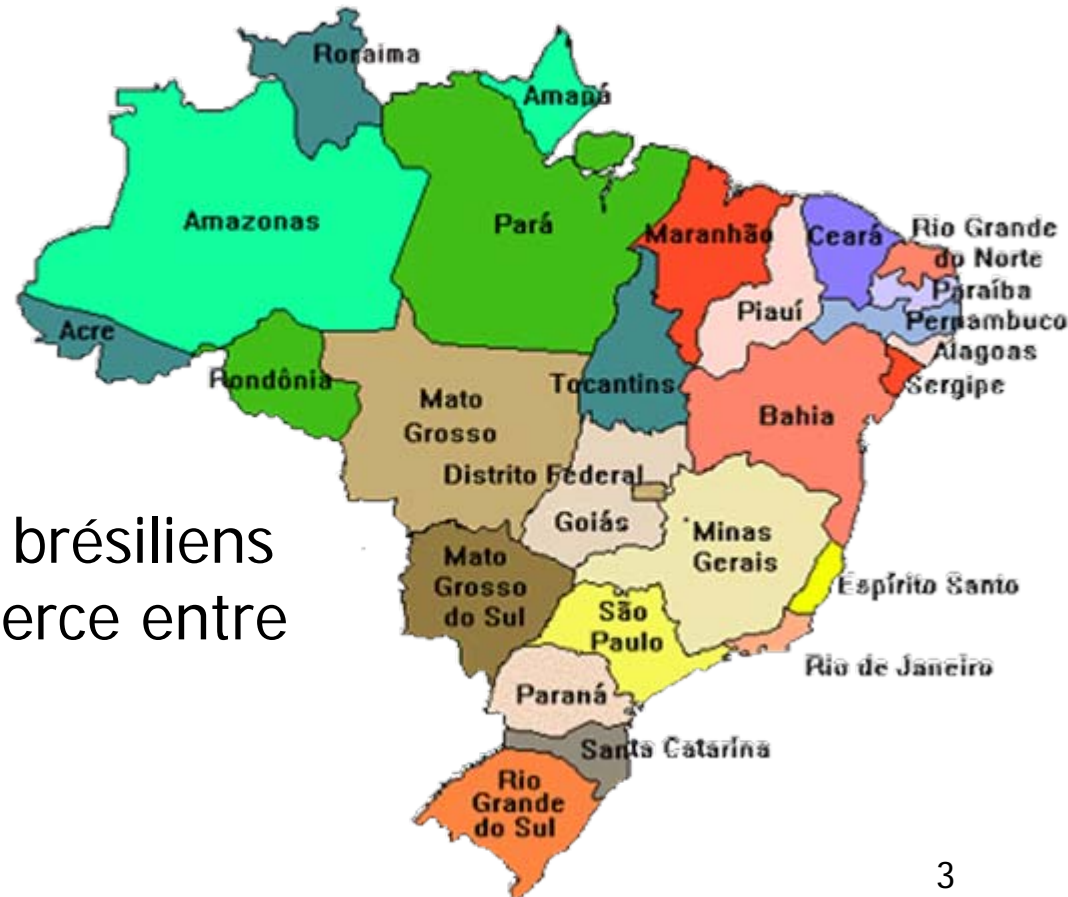 Roraima
Amapá
Amazonas
Pará
Maranhão
Ceará
Rio Grande
do Norte
Paraíba
Piauí
Pernambuco
Acre
Alagoas
Rondônia
Tocantins
Sergipe
Mato
Grosso
Bahia
Distrito Federal
Goiás
Minas
Gerais
brésiliens
erce entre
Mato
Grosso
do Sul
Espírito Santo
São
Paulo
Rio de Janeiro
Paraná
Santa Catarina
Rio
Grande
do Sul
3